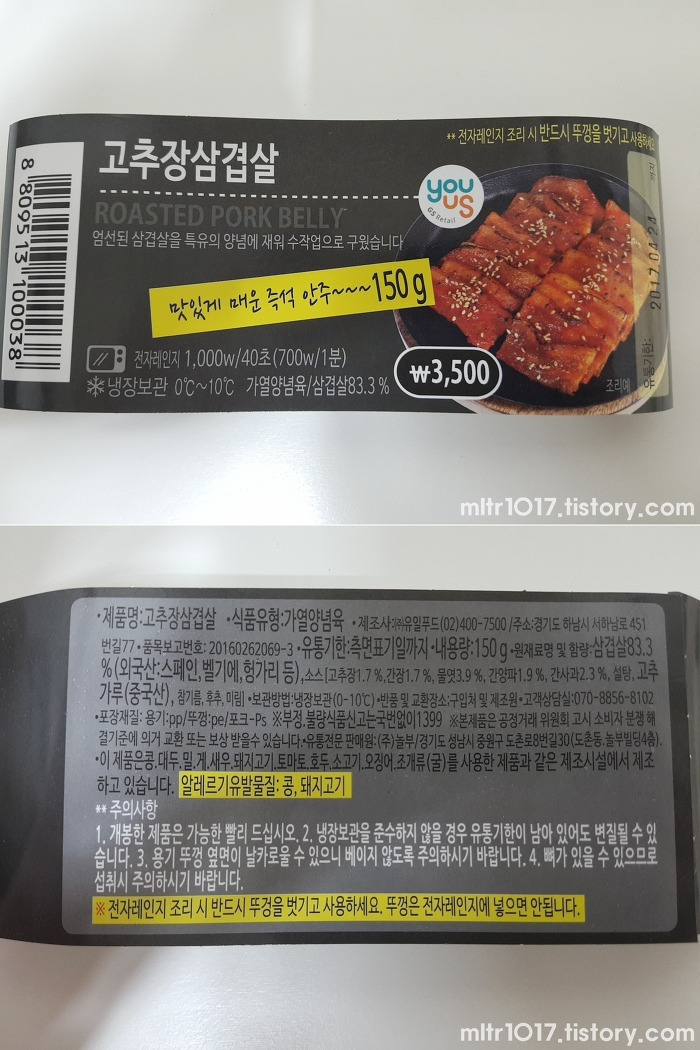 고추장삼겹살
** 전자레인지 조리 시 반드시 뚜껑을 벗기고 사용하세요
you
us
GS Retail
ROASTED PORK BELLY
엄선된 삼겹살을 특유의 양념에 재워 수작업으로 구웠습니다
맛있게 매운 즉석 안주~~~150g
전자레인지 1,000w/40초(700w/1분)
₩3,500
냉장보관 0℃~10℃ 가열양념육/삼겹살83.3 %
조리예
유통기한:
2017.04.24
까지
8 809513 100038
mltr1017.tistory.com
•제품명:고추장삼겹살 •식품유형:가열양념육 •제조사:㈜유일푸드(02)400-7500 /주소:경기도 하남시 서하남로 451
번길77 •품목보고번호: 20160262069-3 •유통기한:측면표기일까지 •내용량:150 g •원재료명 및 함량:삼겹살83.3
%(외국산:스페인, 벨기에, 헝가리 등),소스[고추장1.7 %,간장1.7 %, 물엿3.9 %, 간양파1.9 %, 간사과2.3 %, 설탕, 고추
가루(중국산), 참기름, 후추, 미림] •보관방법:냉장보관(0-10℃) •반품 및 교환장소:구입처 및 제조원 •고객상담실:070-8856-8102
•포장재질: 용기:pp/뚜껑:pe/포크-Ps ※부정,불량식품신고는국번없이1399 ※본제품은 공정거래 위원회 고시 소비자 분쟁 해
결기준에 의거 교환 또는 보상 받을수 있습니다.•유통전문 판매원:(주)놀부/경기도 성남시 중원구 도촌로8번길30(도촌동,놀부빌딩4층).
•이 제품은콩, 대두, 밀, 게, 새우, 돼지고기, 토마토, 호두, 소고기, 오징어, 조개류(굴)를 사용한 제품과 같은 제조시설에서 제조
하고 있습니다. 알레르기유발물질: 콩, 돼지고기
** 주의사항
1. 개봉한 제품은 가능한 빨리 드십시오. 2. 냉장보관을 준수하지 않을 경우 유통기한이 남아 있어도 변질될 수 있
습니다. 3. 용기 뚜껑 옆면이 날카로울 수 있으니 베이지 않도록 주의하시기 바랍니다. 4. 뼈가 있을 수 있으므로
섭취시 주의하시기 바랍니다.
※ 전자레인지 조리 시 반드시 뚜겅을 벗기고 사용하세요. 뚜껑은 전자레인지에 넣으면 안됩니다.
mltr1017.tistory.com